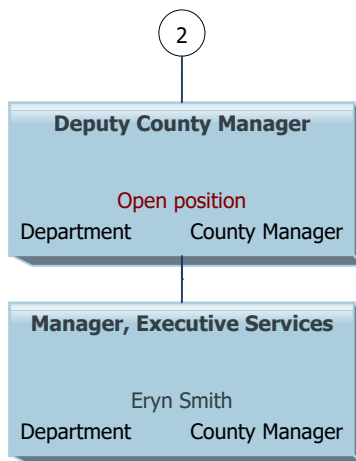 2
Deputy County Manager
Open position
Department County Manager
Manager, Executive Services
Eryn Smith
Department County Manager